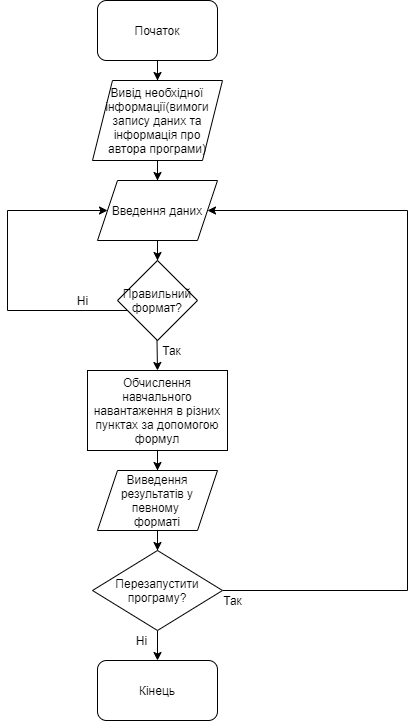 Початок
Вивід необхідної
інформації(вимоги
запису даних та
інформація про
автора програми)
Введення даних
Правильний
формат?
Ні
Так
Обчислення
навчального
навантаження в різних
пунктах за допомогою
формул
Виведення
результатів у
певному
форматі
Перезапустити
програму?
Так
Ні
Кінець